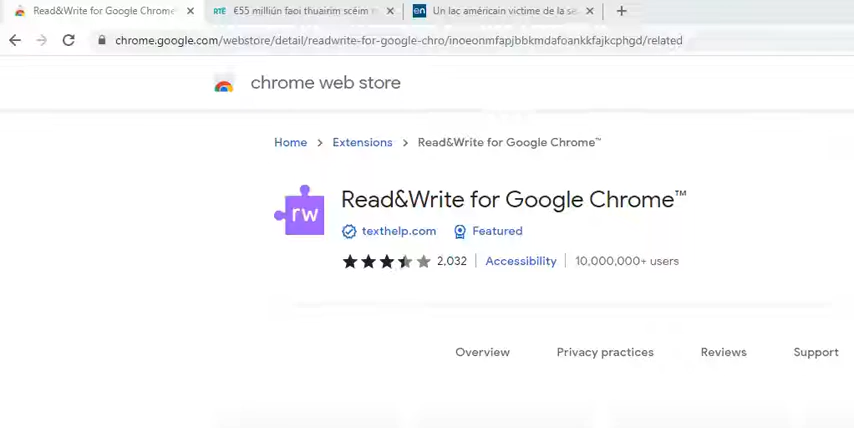 Read&Write for Google Chrome
RTÉ €55 milliún faoi thuairim scéim
en Un lac américain victime de la
chrome.google.com/webstore/detail/readwrite-for-google-chro/inoeonmfapjbbkmdafoankkfajkcphgd/related
chrome web store
Home > Extensions > Read&Write for Google Chrome™
rw
Read&Write for Google Chrome™
texthelp.com Featured
2,032 | Accessibility | 10,000,000+ users
Overview Privacy practices Reviews Support